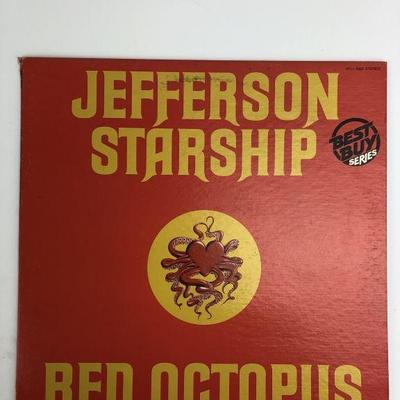 JEFFERSON
STARSHIP
BEST
BUY
SERIES
RED OCTOPUS